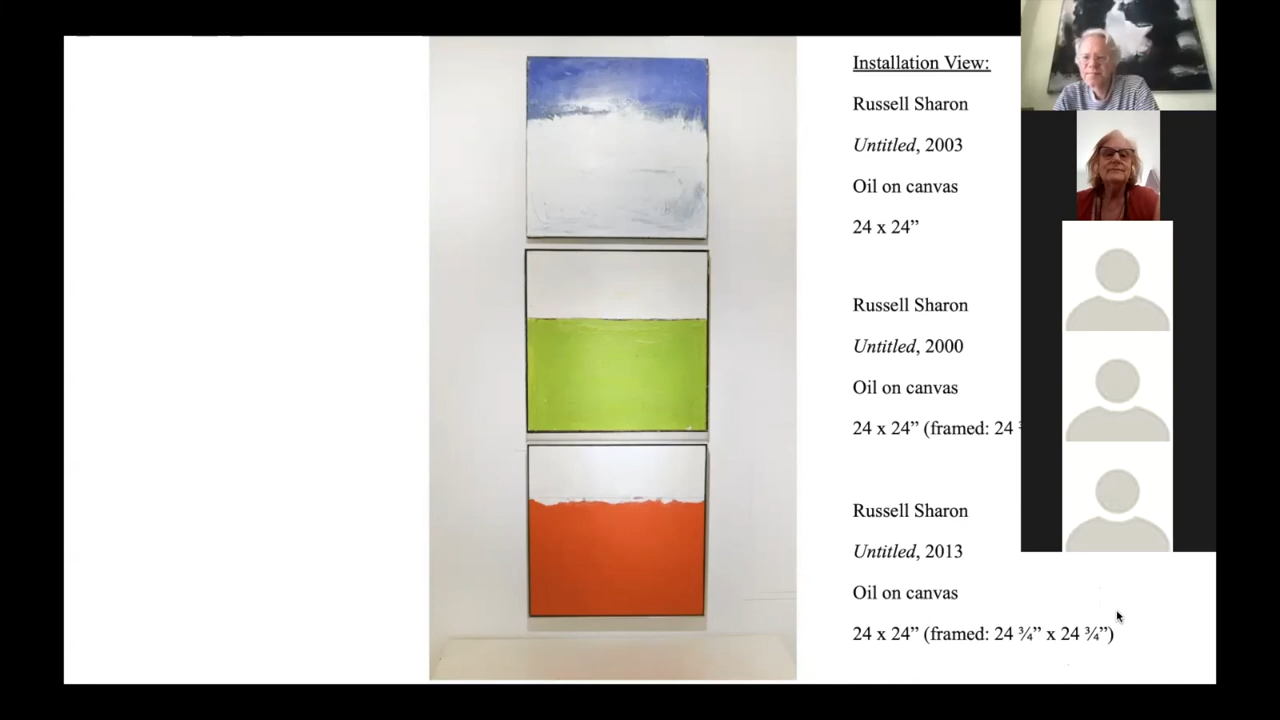 Installation View:
Russell Sharon
Untitled, 2003
Oil on canvas
24 x 24”
Russell Sharon
Untitled, 2000
Oil on canvas
24 x 24” (framed: 24
Russell Sharon
Untitled, 2013
Oil on canvas
24 x 24” (framed: 24 ¾” x 24 ¾”)